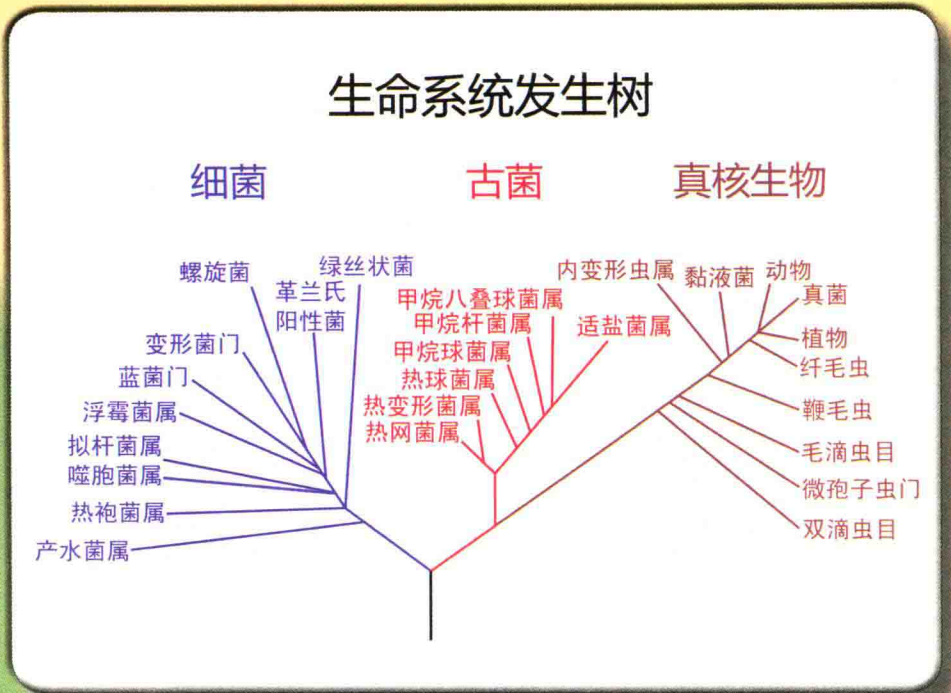 生命系统发生树
细菌
古菌
真核生物
螺旋菌
绿丝状菌
革兰氏
阳性菌
变形菌门
蓝菌门
浮霉菌属
拟杆菌属
噬胞菌属
热袍菌属
产水菌属
甲烷八叠球菌属
甲烷杆菌属
适盐菌属
甲烷球菌属
热球菌属
热变形菌属
热网菌属
内变形虫属
黏液菌
动物
真菌
植物
纤毛虫
鞭毛虫
毛滴虫目
微孢子虫门
双滴虫目